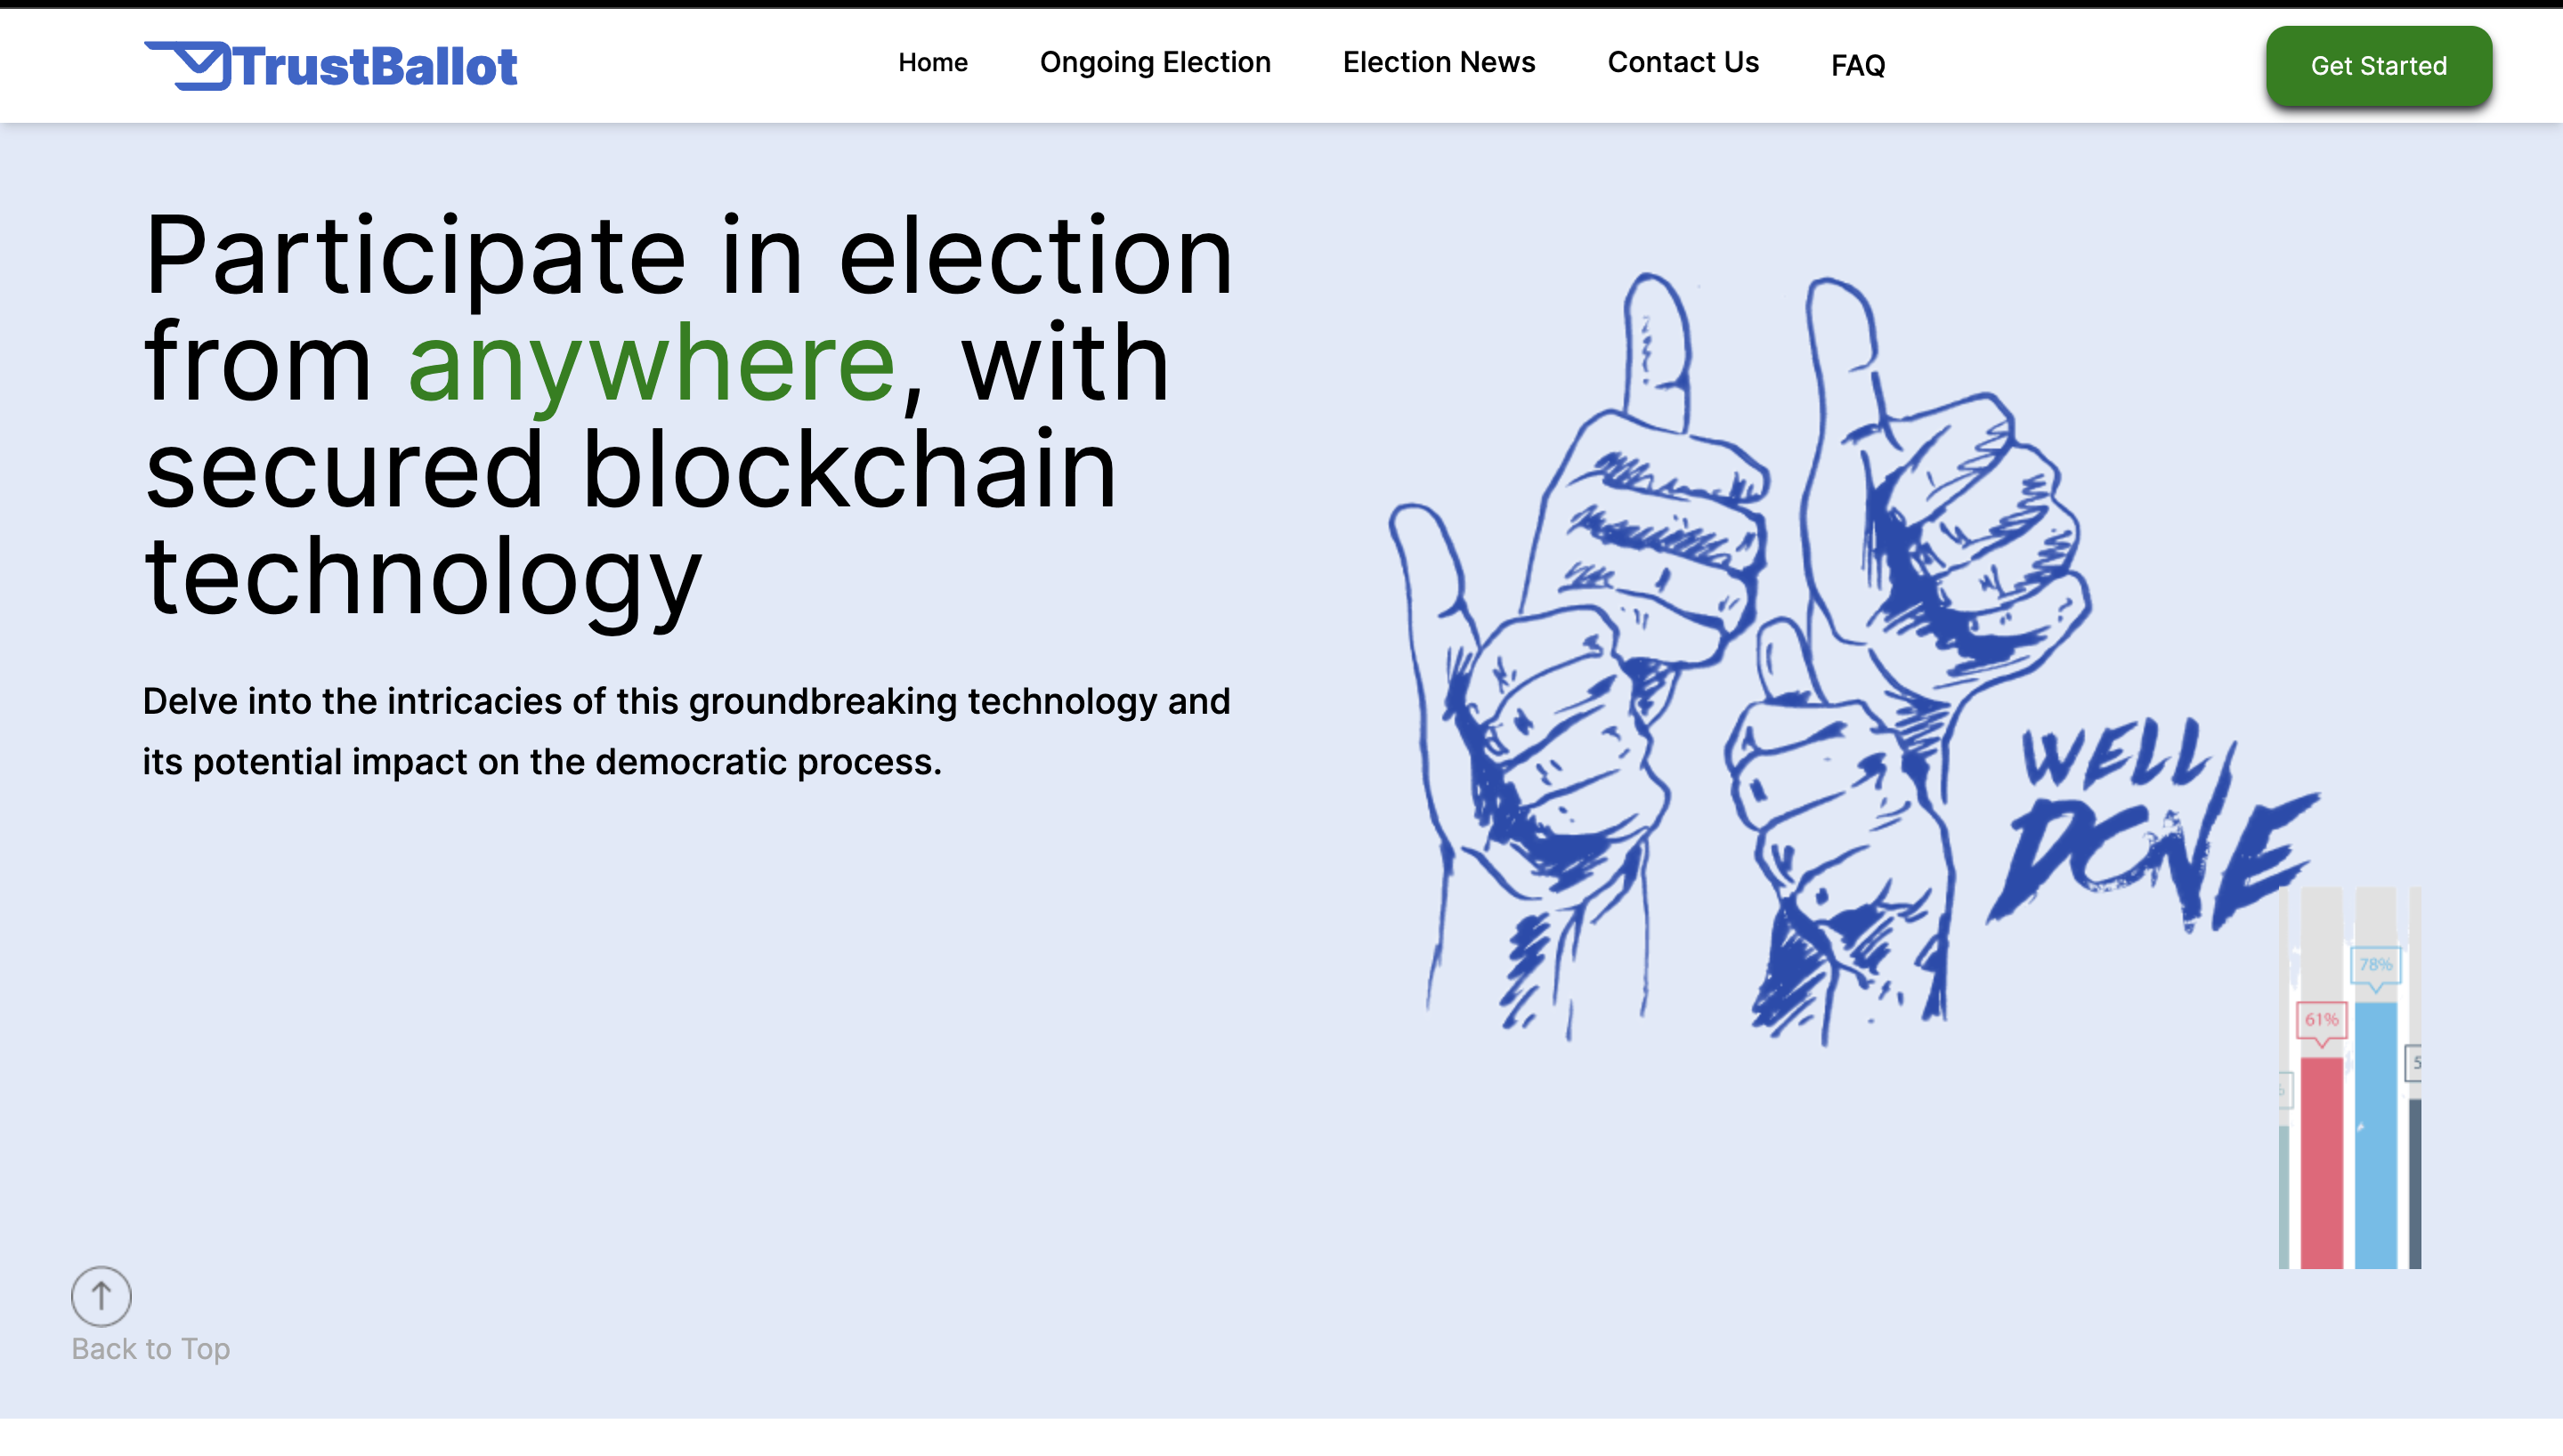 TrustBallot
Home
Ongoing Election
Election News
Contact Us
FAQ
Get Started
Participate in election
from anywhere, with
secured blockchain
technology
Delve into the intricacies of this groundbreaking technology and
its potential impact on the democratic process.
WELL
DONE
78%
61%
5
%
Back to Top